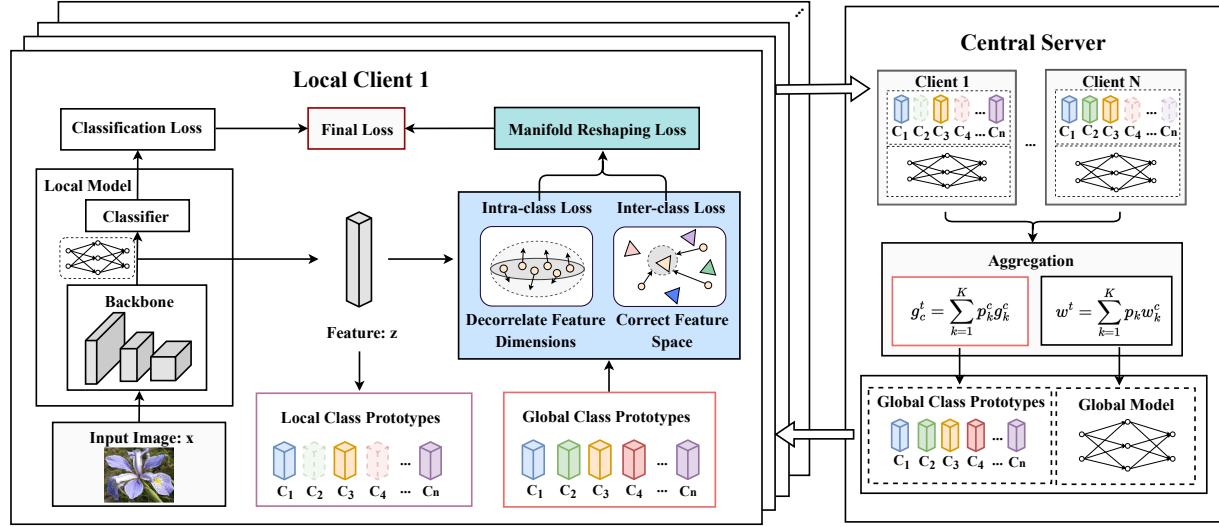 ...
Local Client 1
Classification Loss
Final Loss
Manifold Reshaping Loss
Local Model
Classifier
Backbone
Input Image: x
Feature: z
Intra-class Loss
Inter-class Loss
Decorrelate Feature
Dimensions
Correct Feature
Space
Local Class Prototypes
...
C1 C2 C3 C4 ... Cn
Global Class Prototypes
...
C1 C2 C3 C4 ... Cn
Central Server
Client 1
...
C1 C2 C3 C4 ... Cn
...
Client N
...
C1 C2 C3 C4 ... Cn
Aggregation
$g_c^t = \sum_{k=1}^{K} p_k^c g_k^c$
$w^t = \sum_{k=1}^{K} p_k w_k^c$
Global Class Prototypes
...
C1 C2 C3 C4 ... Cn
Global Model